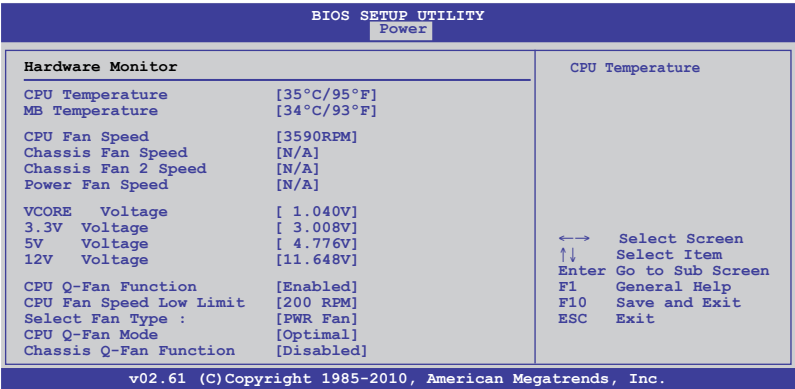 BIOS SETUP UTILITY
Power
Hardware Monitor
CPU Temperature [35°C/95°F]
MB Temperature [34°C/93°F]
CPU Fan Speed [3590RPM]
Chassis Fan Speed [N/A]
Chassis Fan 2 Speed [N/A]
Power Fan Speed [N/A]
VCORE Voltage [ 1.040V]
3.3V Voltage [ 3.008V]
5V Voltage [ 4.776V]
12V Voltage [11.648V]
CPU Q-Fan Function [Enabled]
CPU Fan Speed Low Limit [200 RPM]
Select Fan Type : [PWR Fan]
CPU Q-Fan Mode [Optimal]
Chassis Q-Fan Function [Disabled]
CPU Temperature
←→ Select Screen
↑↓ Select Item
Enter Go to Sub Screen
F1 General Help
F10 Save and Exit
ESC Exit
v02.61 (C)Copyright 1985-2010, American Megatrends, Inc.